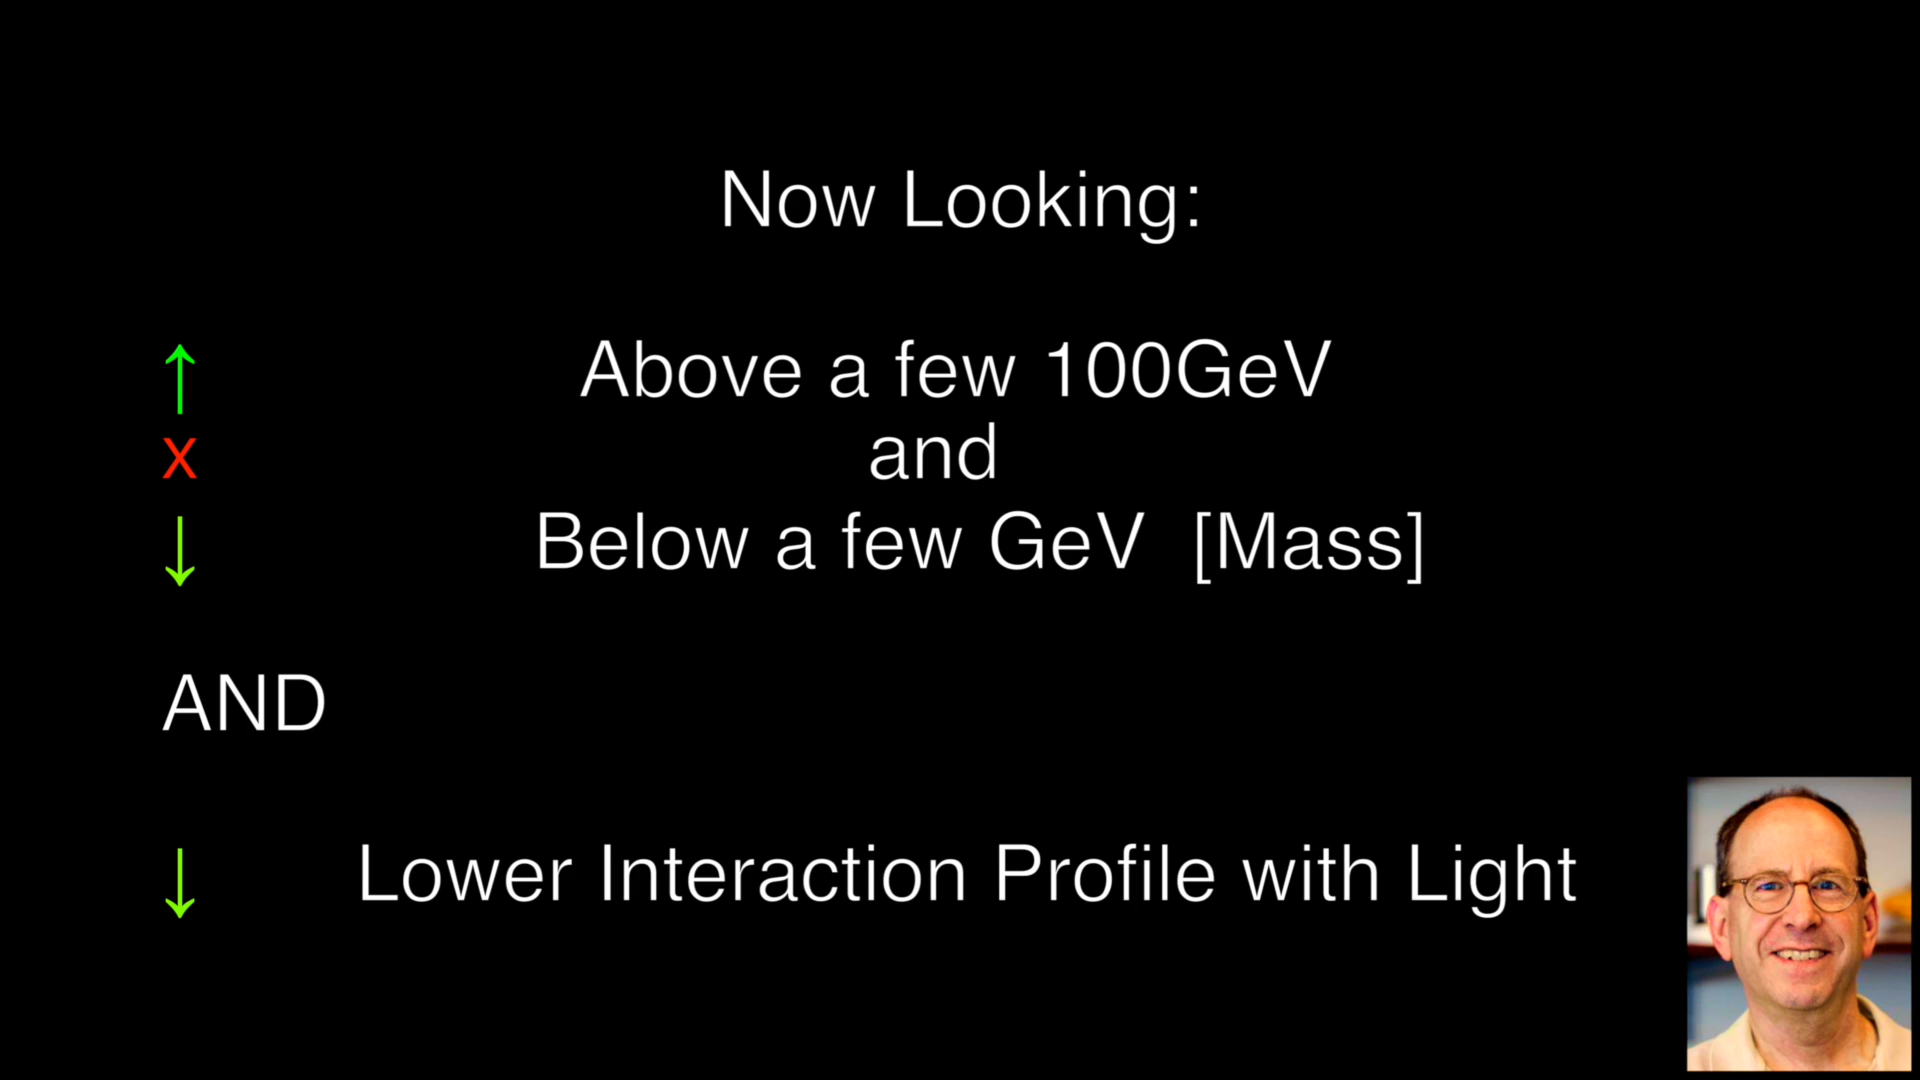 Now Looking:
↑ Above a few 100GeV
x and
↓ Below a few GeV [Mass]
AND
↓ Lower Interaction Profile with Light